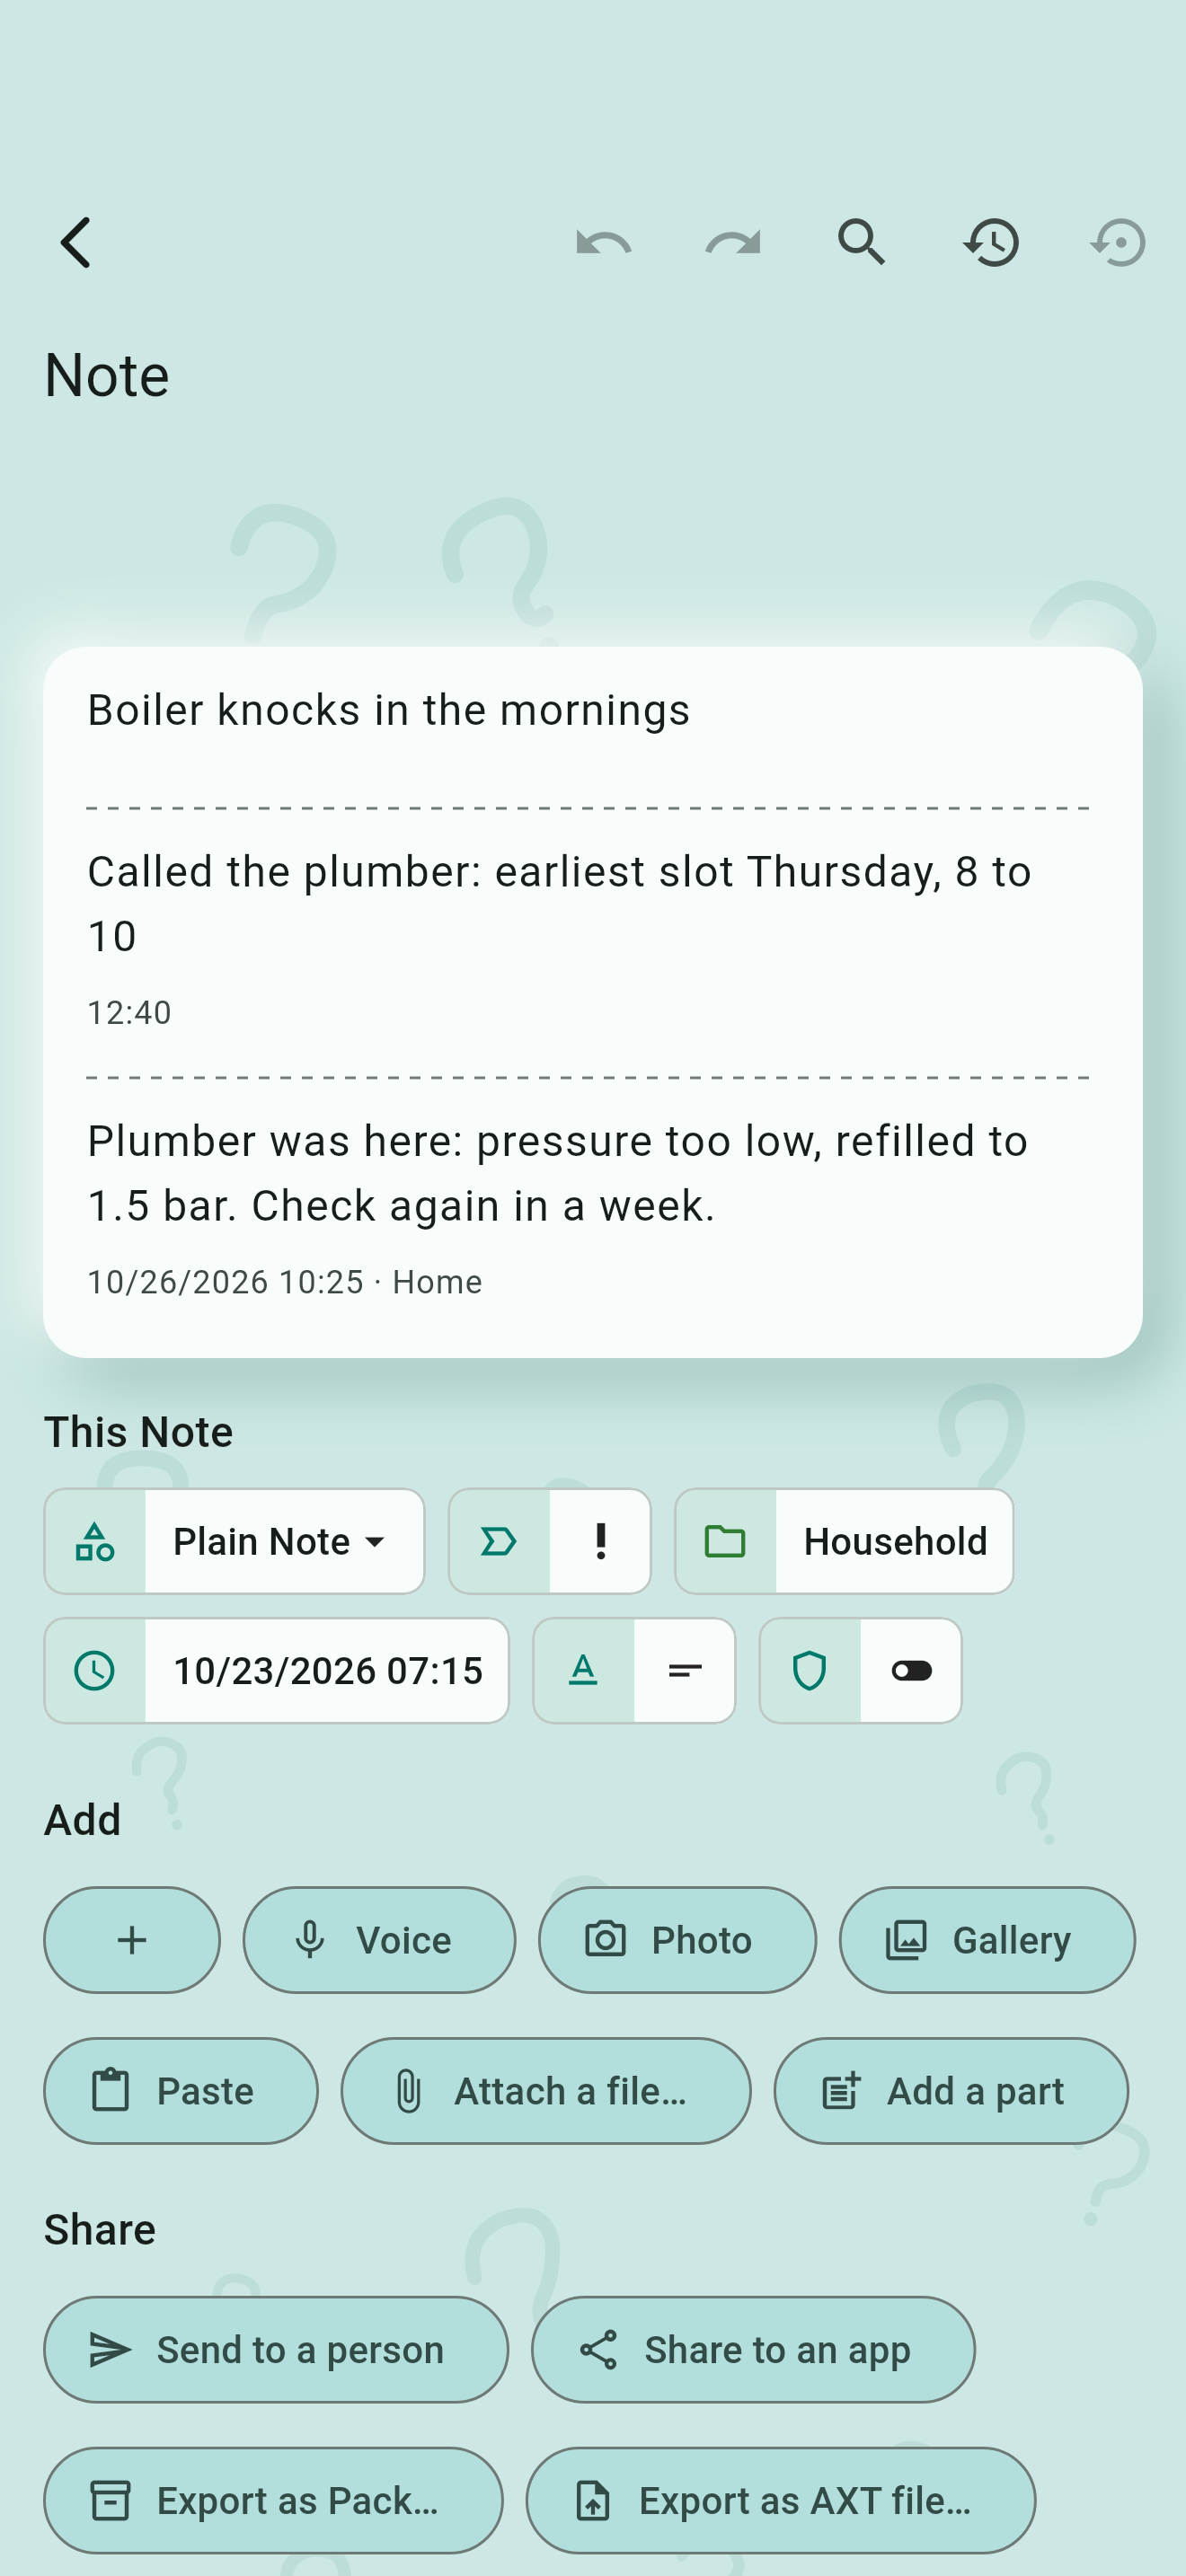 Note
Boiler knocks in the mornings
Called the plumber: earliest slot Thursday, 8 to
10
12:40
Plumber was here: pressure too low, refilled to
1.5 bar. Check again in a week.
10/26/2026 10:25 · Home
This Note
Plain Note
Household
10/23/2026 07:15
Add
Voice
Photo
Gallery
Paste
Attach a file…
Add a part
Share
Send to a person
Share to an app
Export as Pack…
Export as AXT file…